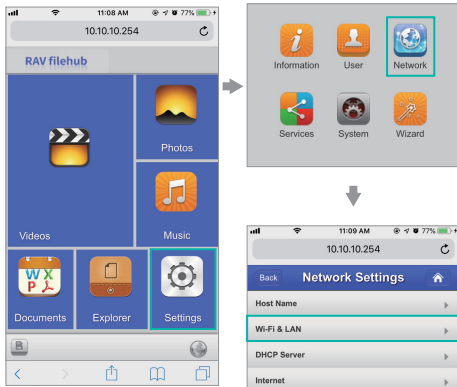 11:08 AM
77%
10.10.10.254
RAV filehub
Videos
Photos
Music
W X
P
Documents
Explorer
Settings
B
Information
User
Network
Services
System
Wizard
11:09 AM
77%
10.10.10.254
Back
Network Settings
Host Name
Wi-Fi & LAN
DHCP Server
Internet